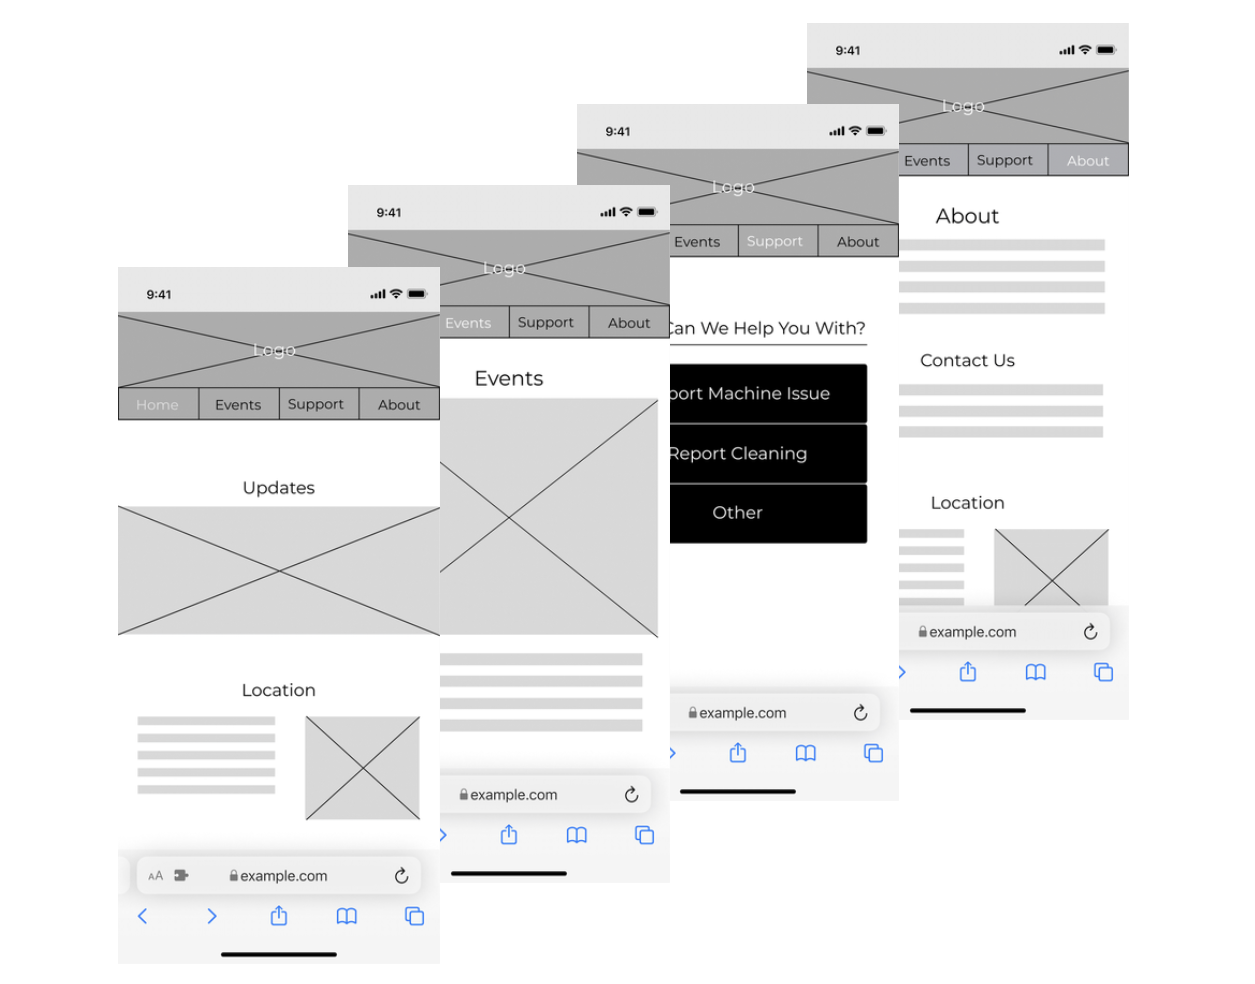 9:41
Logo
Home Events Support About
Updates
Location
AA example.com
9:41
Logo
Events Support About
Events
example.com
9:41
Logo
Events Support About
Can We Help You With?
port Machine Issue
Report Cleaning
Other
example.com
9:41
Logo
Events Support About
About
Contact Us
Location
example.com